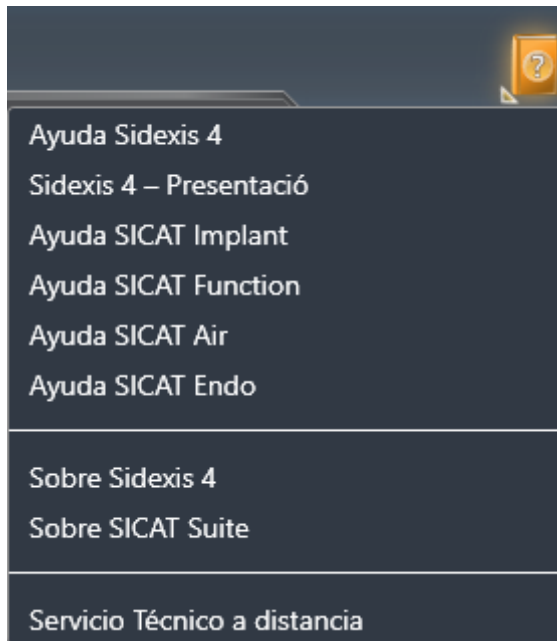 ?
Ayuda Sidexis 4
Sidexis 4 – Presentació
Ayuda SICAT Implant
Ayuda SICAT Function
Ayuda SICAT Air
Ayuda SICAT Endo
Sobre Sidexis 4
Sobre SICAT Suite
Servicio Técnico a distancia